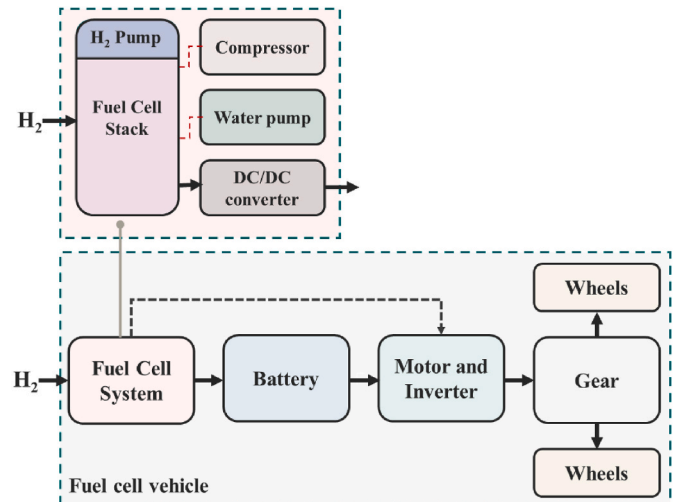 H₂ Pump
Compressor
H₂
Fuel Cell
Stack
Water pump
DC/DC
converter
Wheels
H₂
Fuel Cell
System
Battery
Motor and
Inverter
Gear
Wheels
Fuel cell vehicle